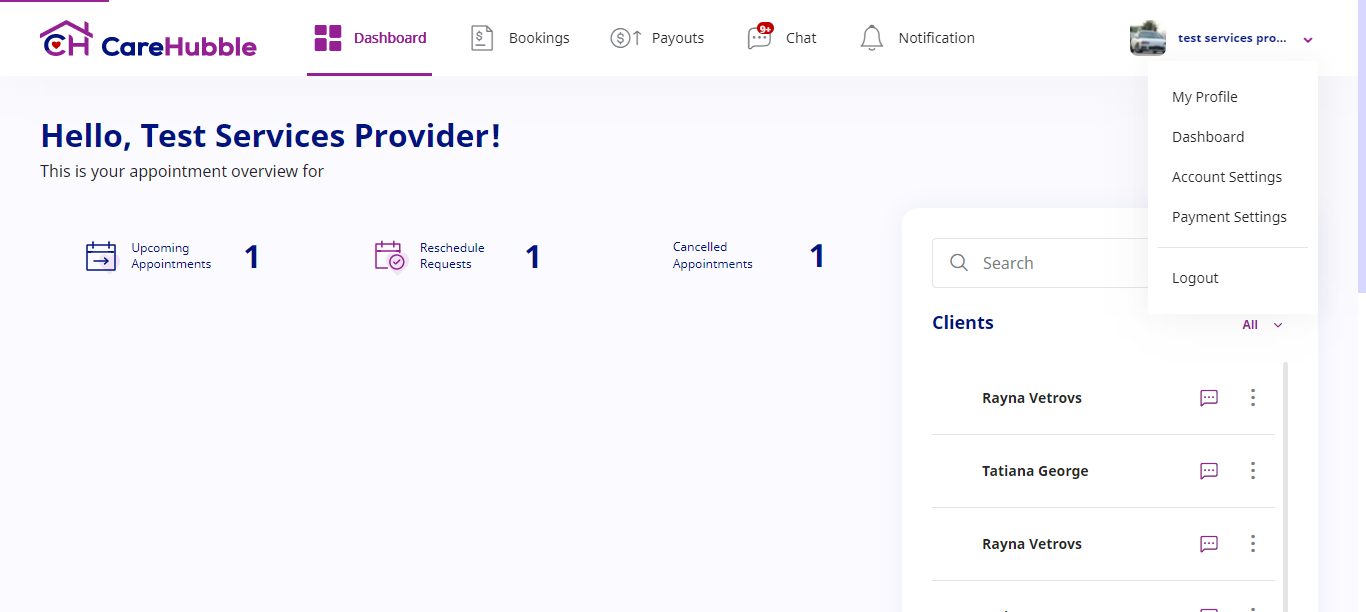 CH CareHubble
Dashboard
Bookings
$ Payouts
9+
Chat
Notification
test services pro...
My Profile
Dashboard
Account Settings
Payment Settings
Logout
Hello, Test Services Provider!
This is your appointment overview for
Upcoming
Appointments
1
Reschedule
Requests
1
Cancelled
Appointments
1
Search
Clients
All
Rayna Vetrovs
Tatiana George
Rayna Vetrovs